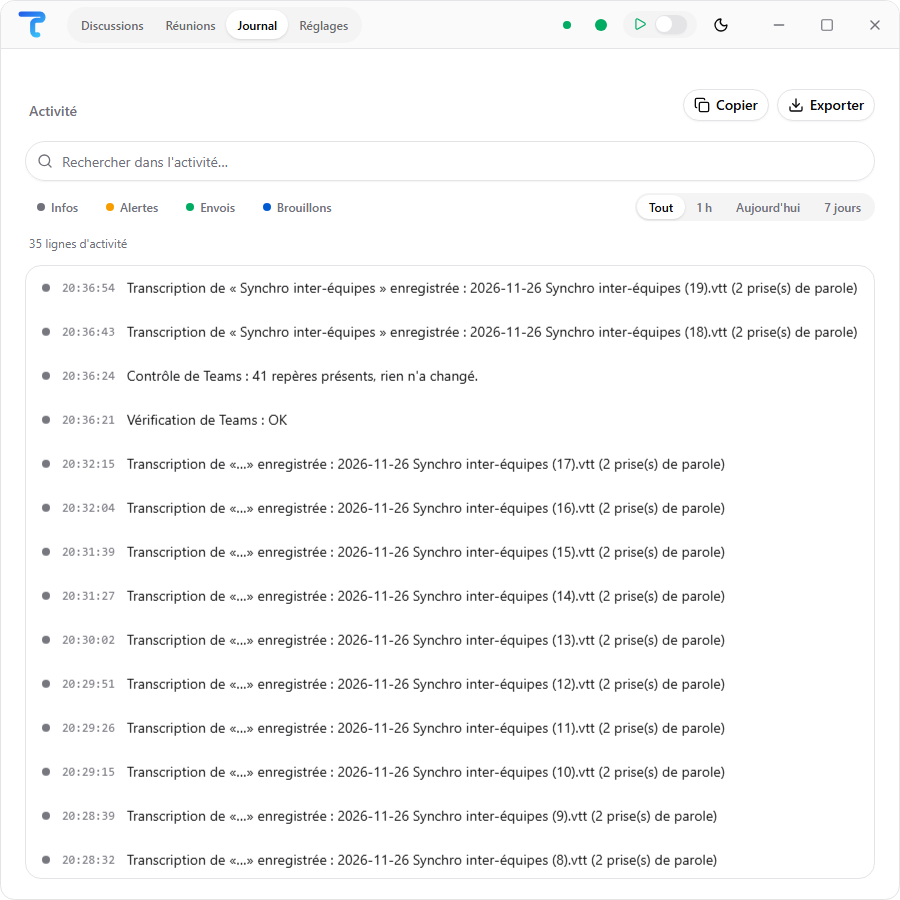 Discussions Réunions Journal Réglages
Activité
Copier Exporter
Rechercher dans l'activité...
Infos Alertes Envois Brouillons Tout 1 h Aujourd'hui 7 jours
35 lignes d'activité
20:36:54 Transcription de « Synchro inter-équipes » enregistrée : 2026-11-26 Synchro inter-équipes (19).vtt (2 prise(s) de parole)
20:36:43 Transcription de « Synchro inter-équipes » enregistrée : 2026-11-26 Synchro inter-équipes (18).vtt (2 prise(s) de parole)
20:36:24 Contrôle de Teams : 41 repères présents, rien n'a changé.
20:36:21 Vérification de Teams : OK
20:32:15 Transcription de «...» enregistrée : 2026-11-26 Synchro inter-équipes (17).vtt (2 prise(s) de parole)
20:32:04 Transcription de «...» enregistrée : 2026-11-26 Synchro inter-équipes (16).vtt (2 prise(s) de parole)
20:31:39 Transcription de «...» enregistrée : 2026-11-26 Synchro inter-équipes (15).vtt (2 prise(s) de parole)
20:31:27 Transcription de «...» enregistrée : 2026-11-26 Synchro inter-équipes (14).vtt (2 prise(s) de parole)
20:30:02 Transcription de «...» enregistrée : 2026-11-26 Synchro inter-équipes (13).vtt (2 prise(s) de parole)
20:29:51 Transcription de «...» enregistrée : 2026-11-26 Synchro inter-équipes (12).vtt (2 prise(s) de parole)
20:29:26 Transcription de «...» enregistrée : 2026-11-26 Synchro inter-équipes (11).vtt (2 prise(s) de parole)
20:29:15 Transcription de «...» enregistrée : 2026-11-26 Synchro inter-équipes (10).vtt (2 prise(s) de parole)
20:28:39 Transcription de «...» enregistrée : 2026-11-26 Synchro inter-équipes (9).vtt (2 prise(s) de parole)
20:28:32 Transcription de «...» enregistrée : 2026-11-26 Synchro inter-équipes (8).vtt (2 prise(s) de parole)